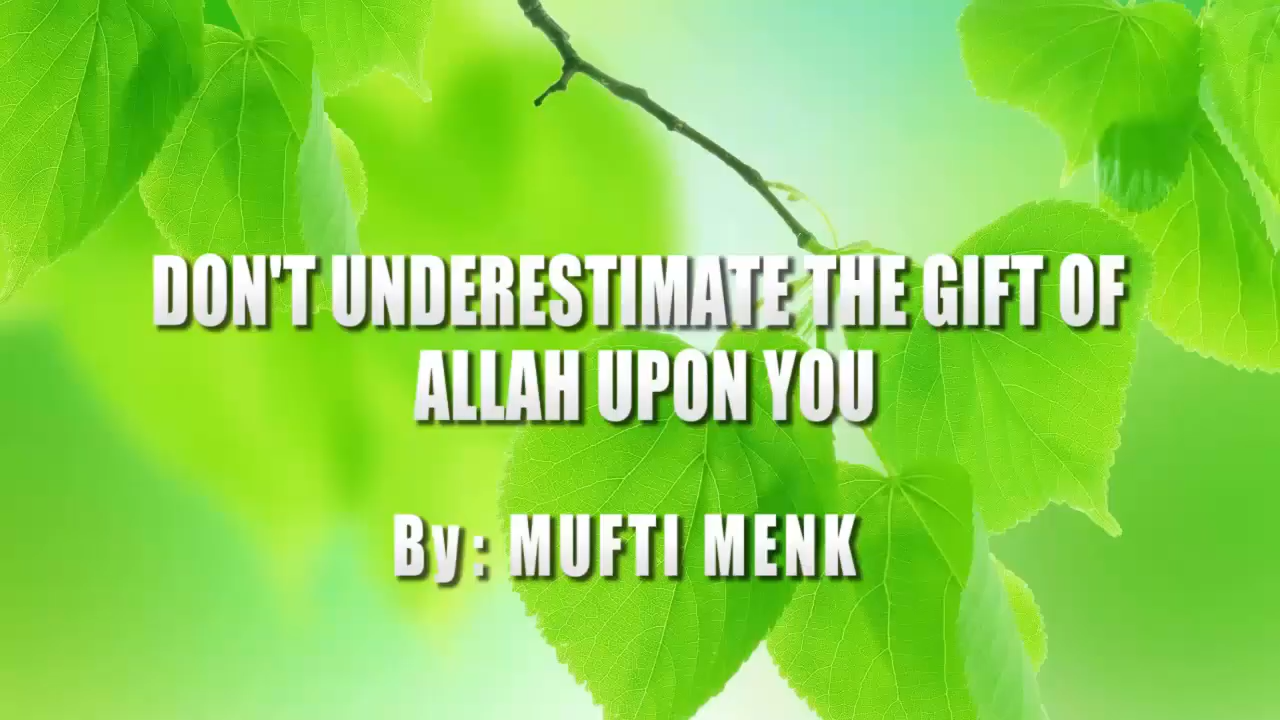 DON'T UNDERESTIMATE THE GIFT OF
ALLAH UPON YOU
By : MUFTI MENK